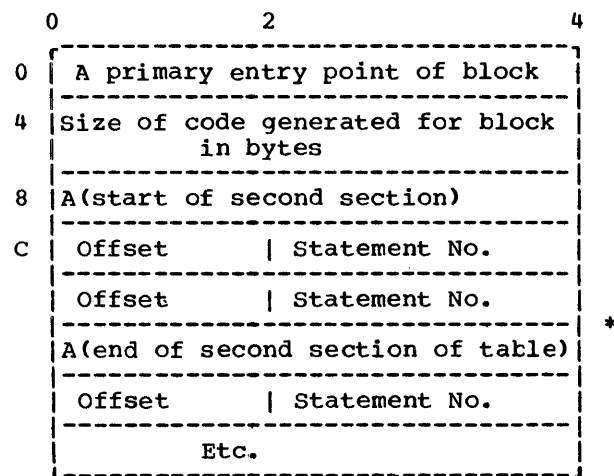 0 2 4
0 A primary entry point of block
4 Size of code generated for block
in bytes
8 A(start of second section)
C Offset | Statement No.
Offset | Statement No.
*
A(end of second section of table)
Offset | Statement No.
Etc.